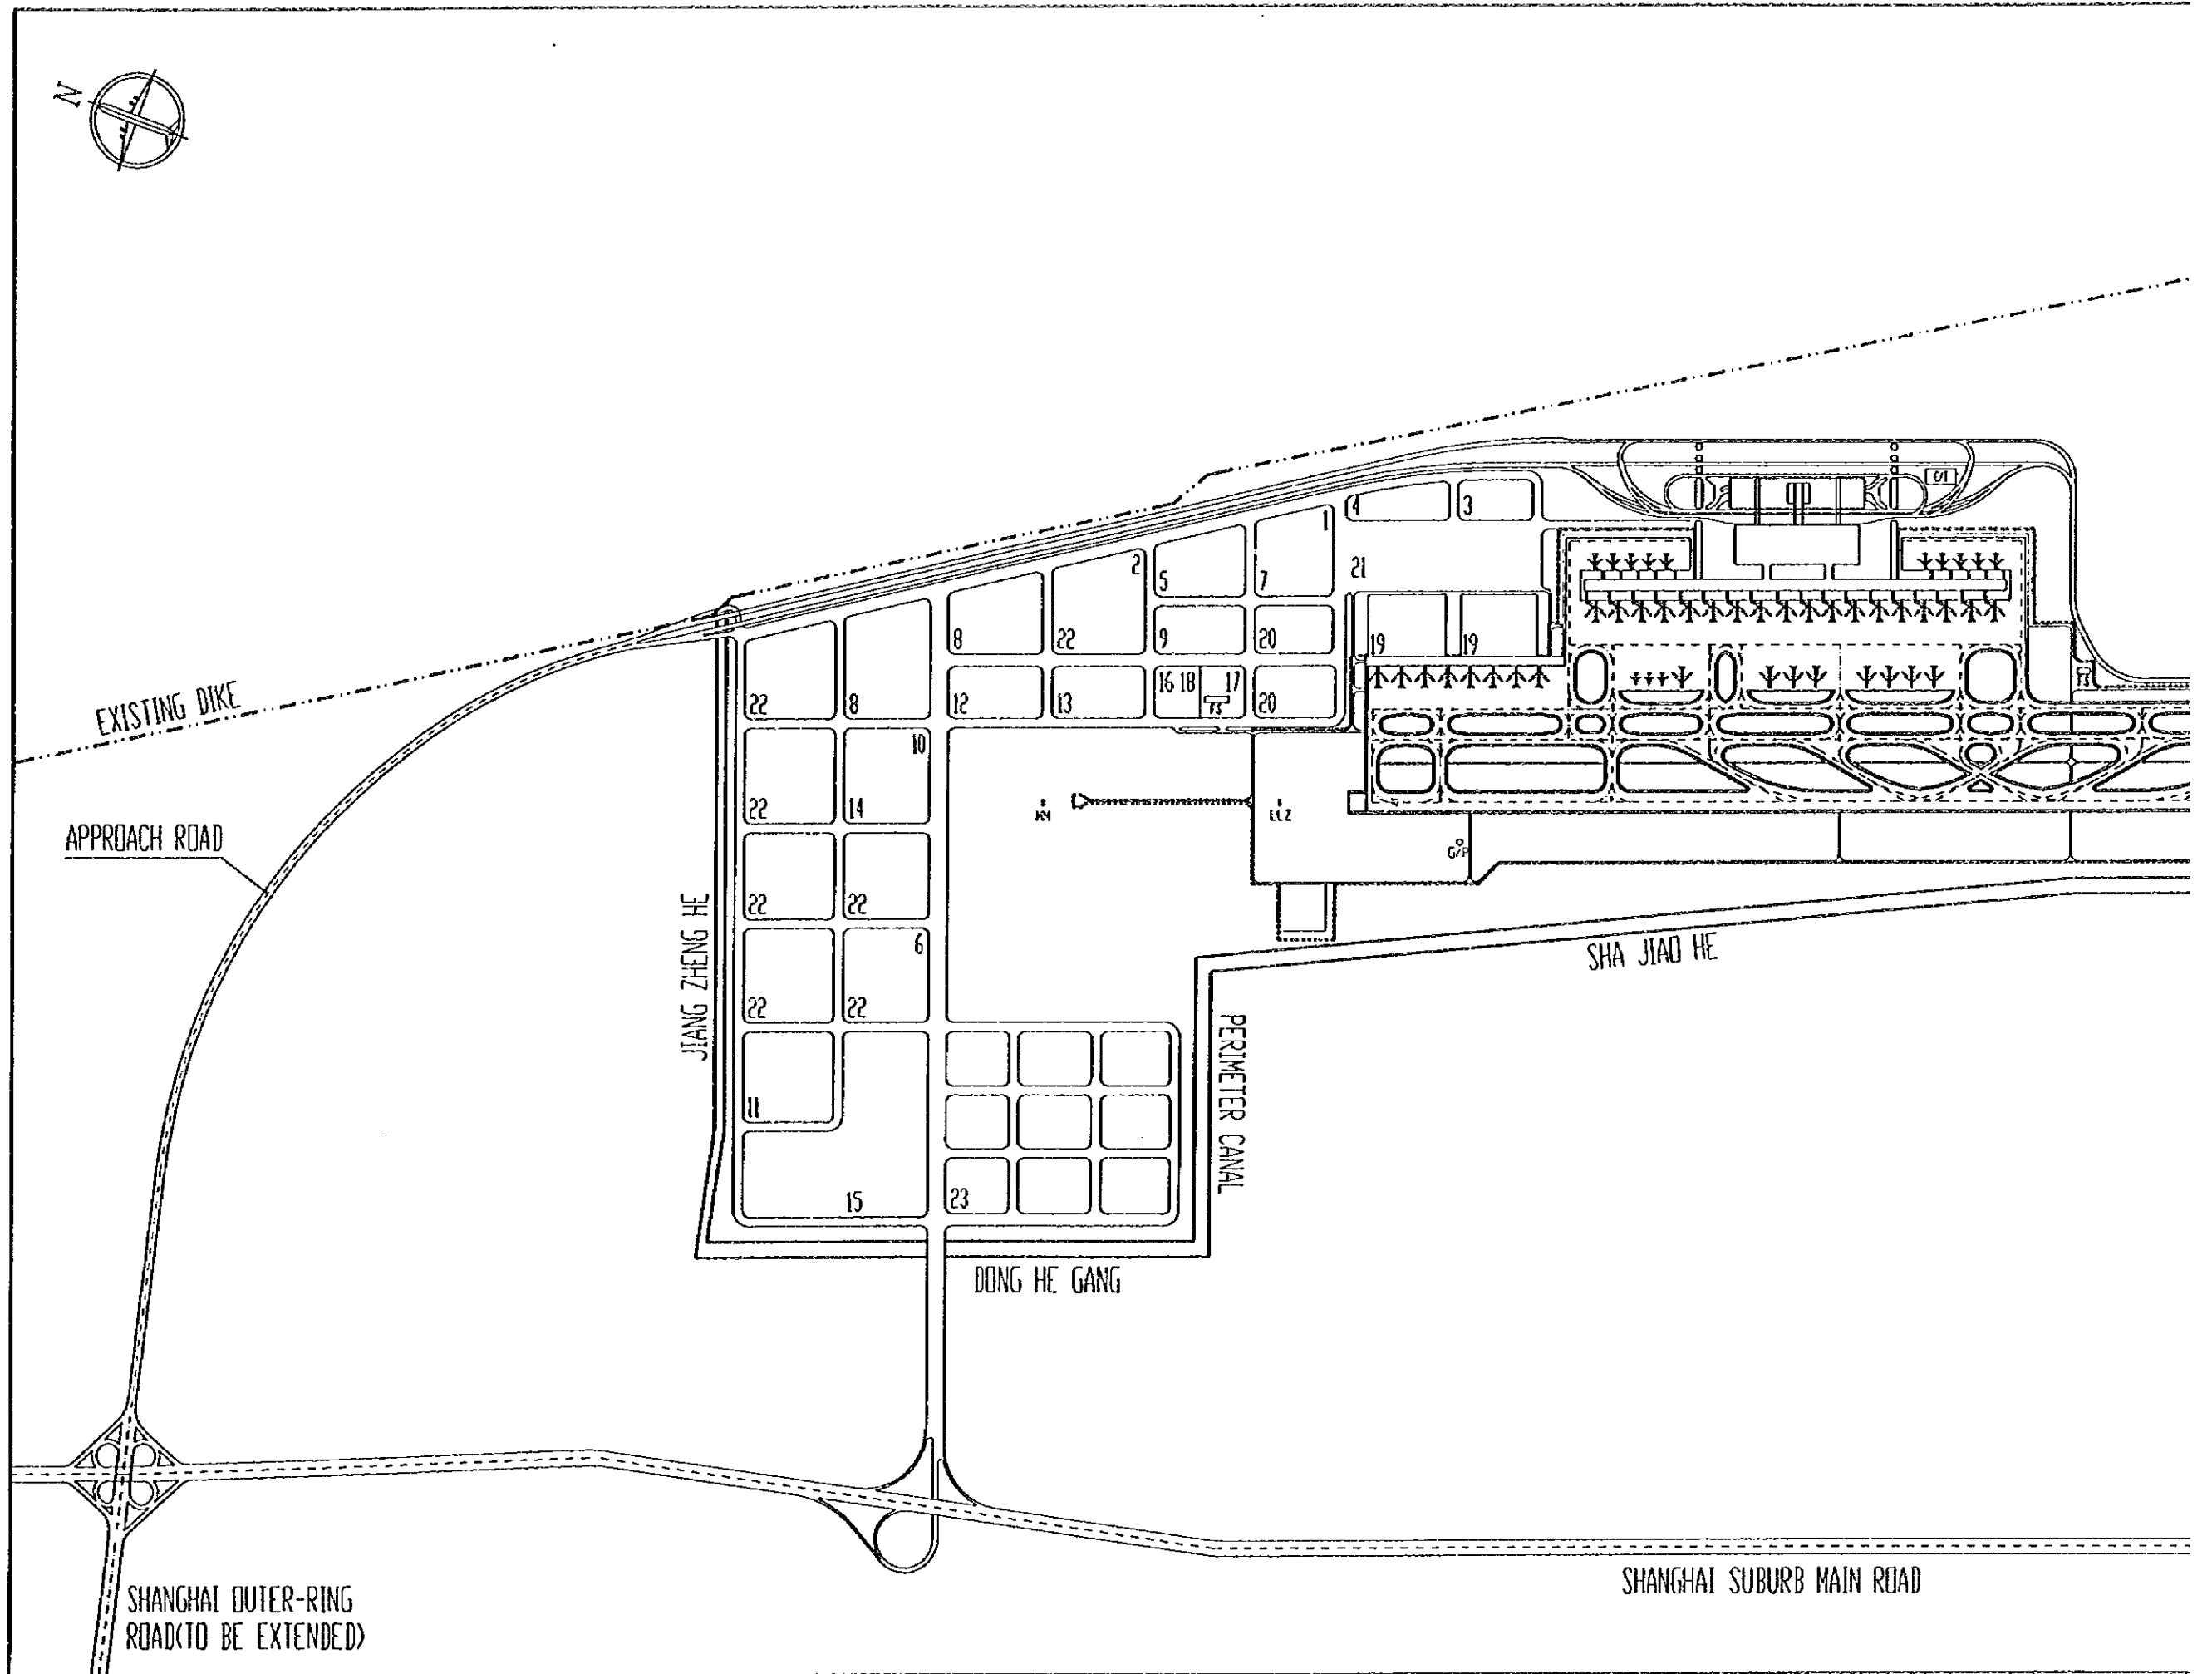 N
EXISTING DIKE
APPROACH ROAD
4
3
1
2
5
7
21
8
22
9
20
19
19
22
8
12
13
16 18
17
FS
20
10
22
14
MM
LLZ
G/P
22
22
6
22
22
11
15
23
JIANG ZHENG HE
PERIMETER CANAL
SHA JIAO HE
DONG HE GANG
SHANGHAI OUTER-RING
ROAD(TO BE EXTENDED)
SHANGHAI SUBURB MAIN ROAD